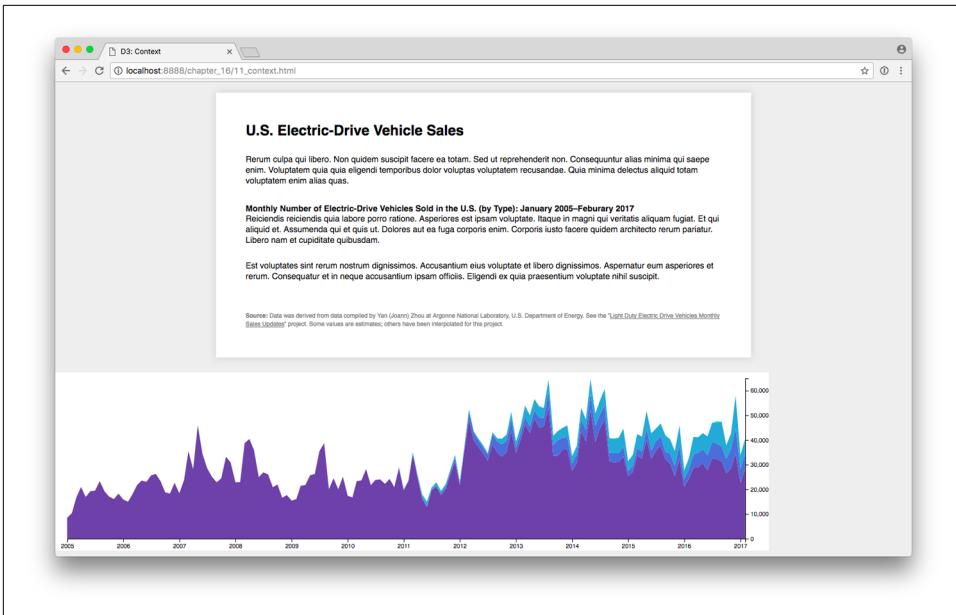 D3: Context
localhost:8888/chapter_16/11_context.html
U.S. Electric-Drive Vehicle Sales
Rerum culpa qui libero. Non quidem suscipit facere ea totam. Sed ut reprehenderit non. Consequuntur alias minima qui saepe
enim. Voluptatem quia quia eligendi temporibus dolor voluptas voluptatem recusandae. Quia minima delectus aliquid totam
voluptatem enim alias quas.
Monthly Number of Electric-Drive Vehicles Sold in the U.S. (by Type): January 2005–Feburary 2017
Reiciendis reiciendis quia labore porro ratione. Asperiores est ipsam voluptate. Itaque in magni qui veritatis aliquam fugiat. Et qui
aliquid et. Assumenda qui et quis ut. Dolores aut ea fuga corporis enim. Corporis iusto facere quidem architecto rerum pariatur.
Libero nam et cupiditate quibusdam.
Est voluptates sint rerum nostrum dignissimos. Accusantium eius voluptate et libero dignissimos. Aspernatur eum asperiores et
rerum. Consequatur et in neque accusantium ipsam officiis. Eligendi ex quia praesentium voluptate nihil suscipit.
Source: Data was derived from data compiled by Yan (Joann) Zhou at Argonne National Laboratory, U.S. Department of Energy. See the "Light Duty Electric Drive Vehicles Monthly
Sales Updates" project. Some values are estimates; others have been interpolated for this project.
60,000
50,000
40,000
30,000
20,000
10,000
0
2005 2006 2007 2008 2009 2010 2011 2012 2013 2014 2015 2016 2017